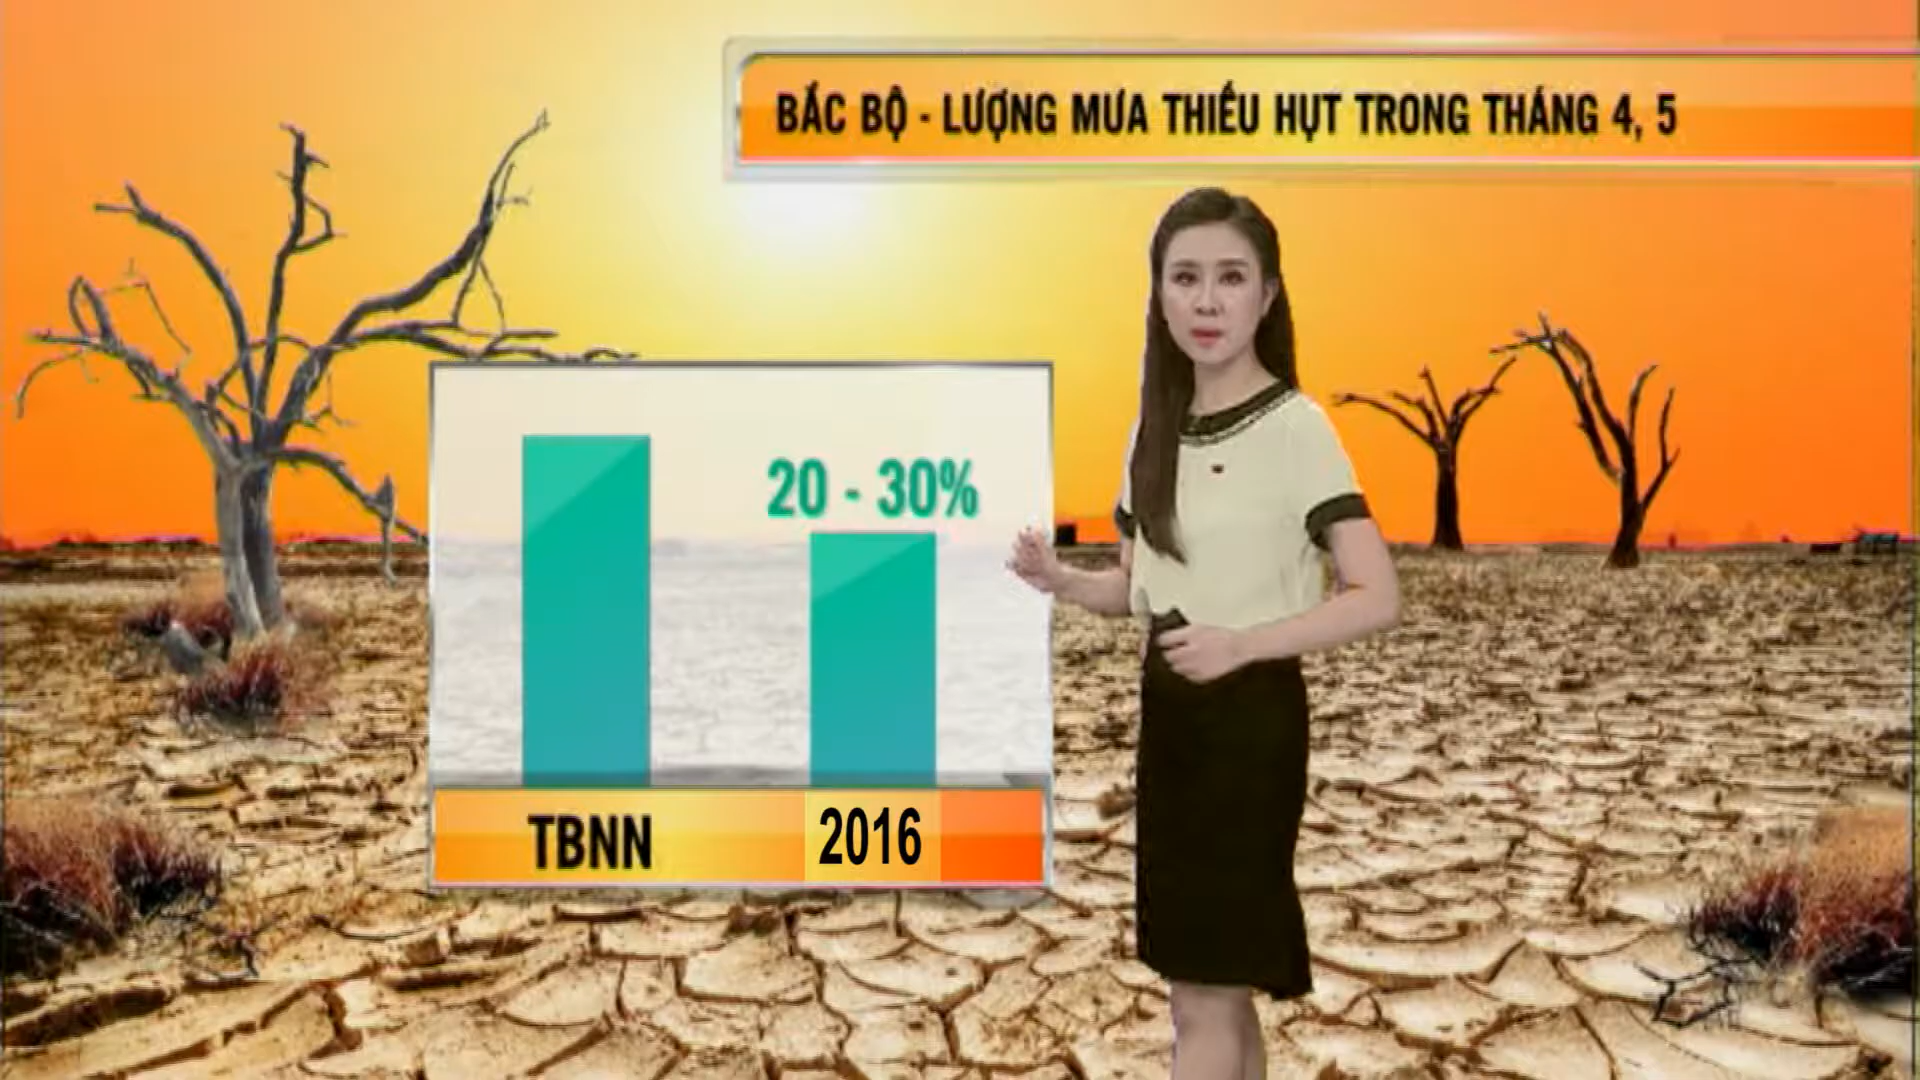 BẮC BỘ - LƯỢNG MƯA THIẾU HỤT TRONG THÁNG 4, 5
20 - 30%
TBNN
2016